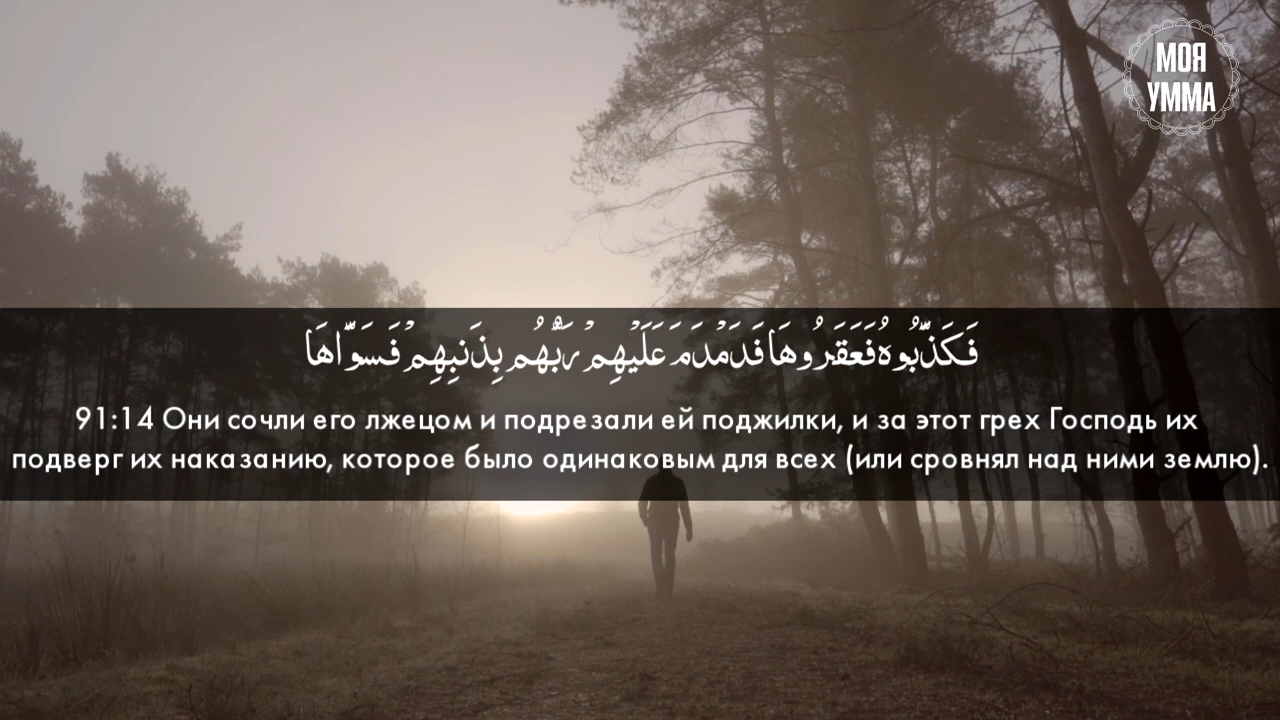 МОЯ
УММА
فَكَذَّبُوهُ فَعَقَرُوهَا فَدَمْدَمَ عَلَيْهِمْ رَبُّهُم بِذَنبِهِمْ فَسَوَّاهَا
91:14 Они сочли его лжецом и подрезали ей поджилки, и за этот грех Господь их
подверг их наказанию, которое было одинаковым для всех (или сровнял над ними землю).